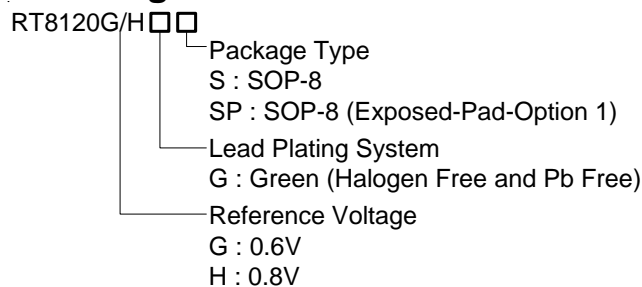 RT8120G/H
Package Type
S : SOP-8
SP : SOP-8 (Exposed-Pad-Option 1)
Lead Plating System
G : Green (Halogen Free and Pb Free)
Reference Voltage
G : 0.6V
H : 0.8V